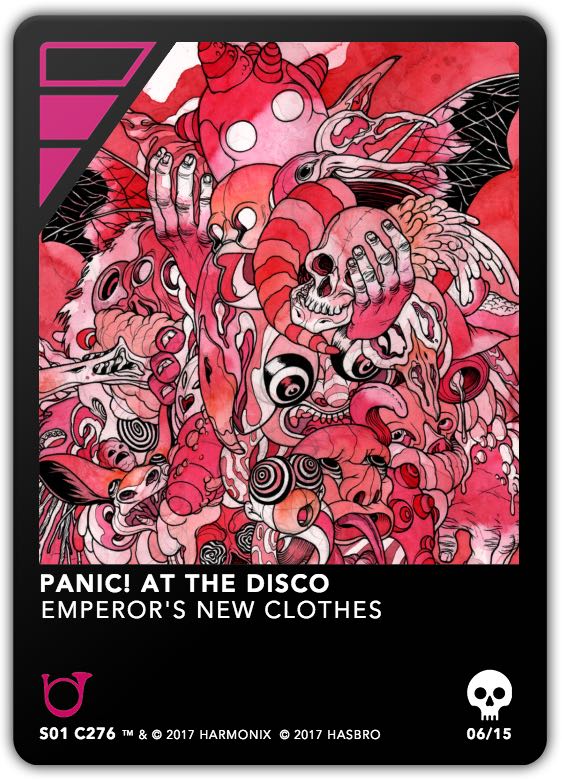 PANIC! AT THE DISCO
EMPEROR'S NEW CLOTHES
S01 C276 ™ & © 2017 HARMONIX © 2017 HASBRO
06/15